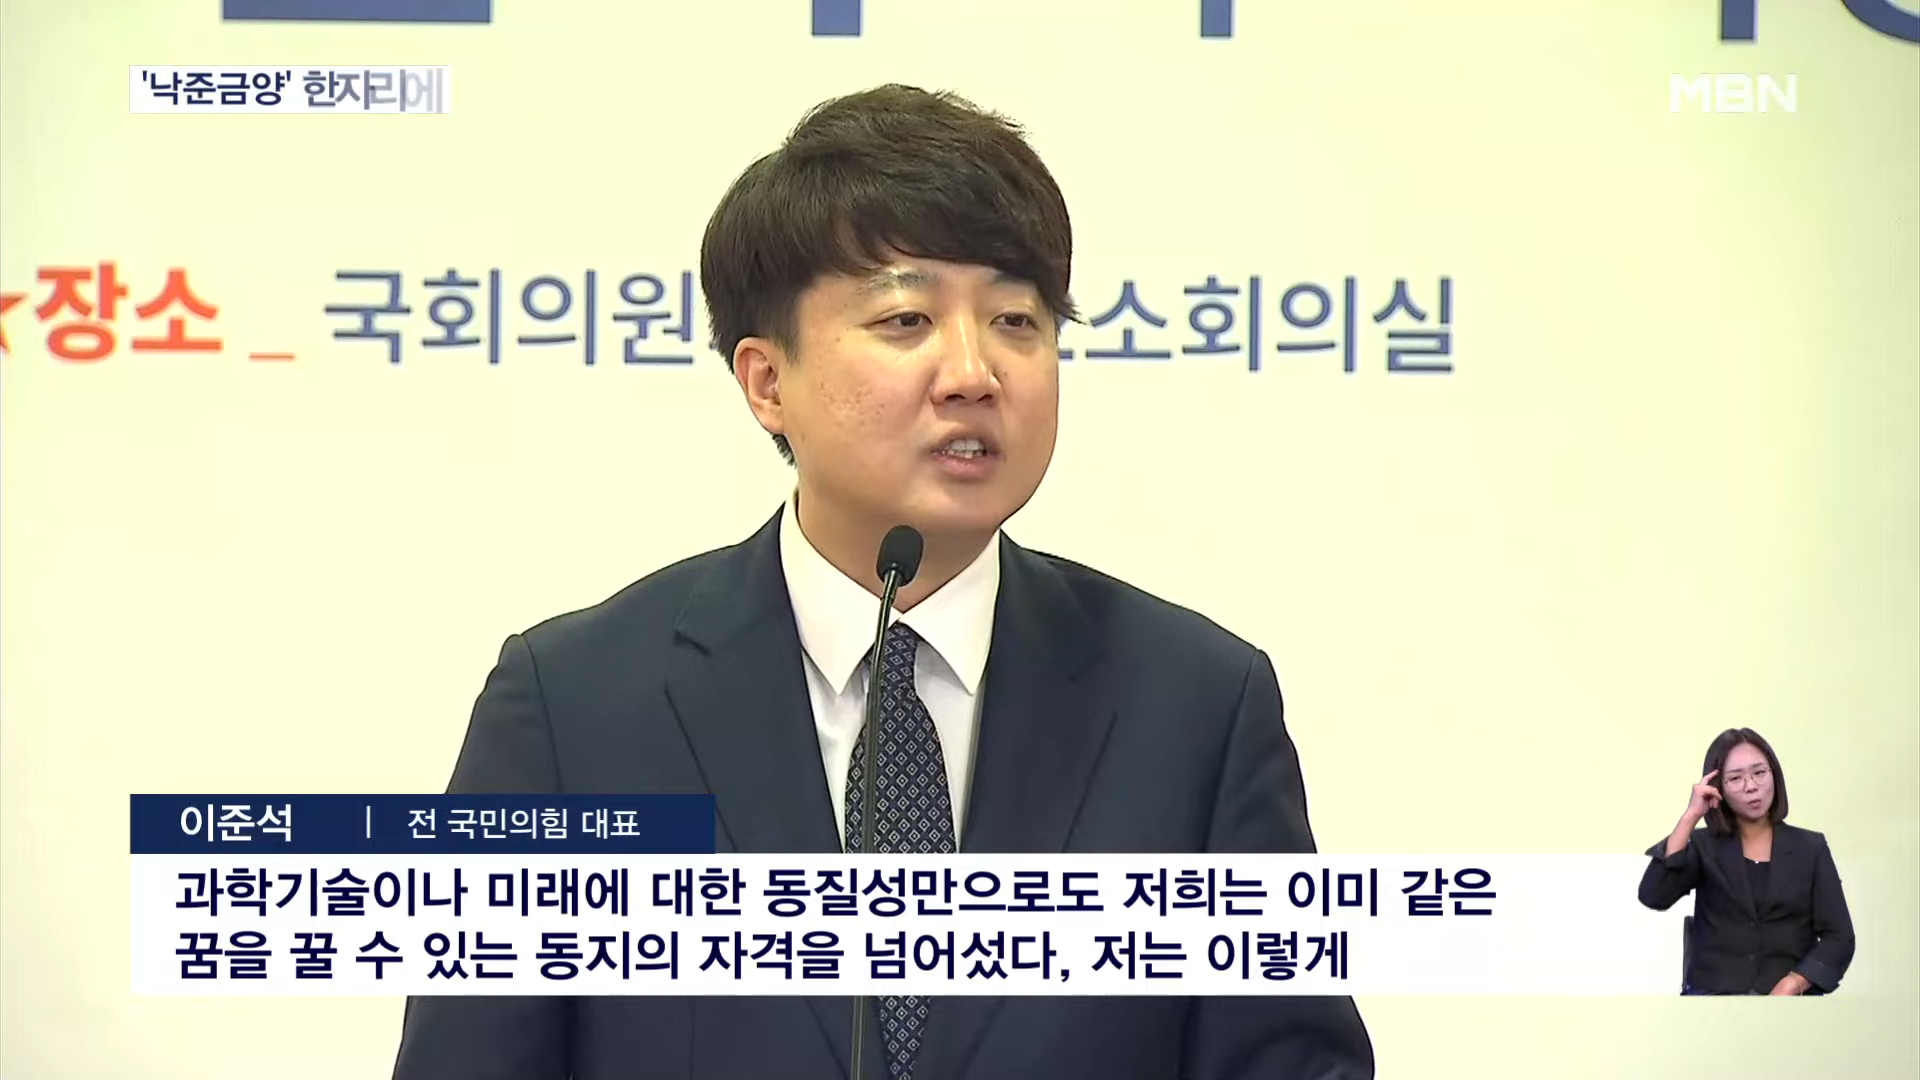 '낙준금양' 한자리에
MBN
장소 _ 국회의원 소회의실
이준석 | 전 국민의힘 대표
과학기술이나 미래에 대한 동질성만으로도 저희는 이미 같은
꿈을 꿀 수 있는 동지의 자격을 넘어섰다, 저는 이렇게